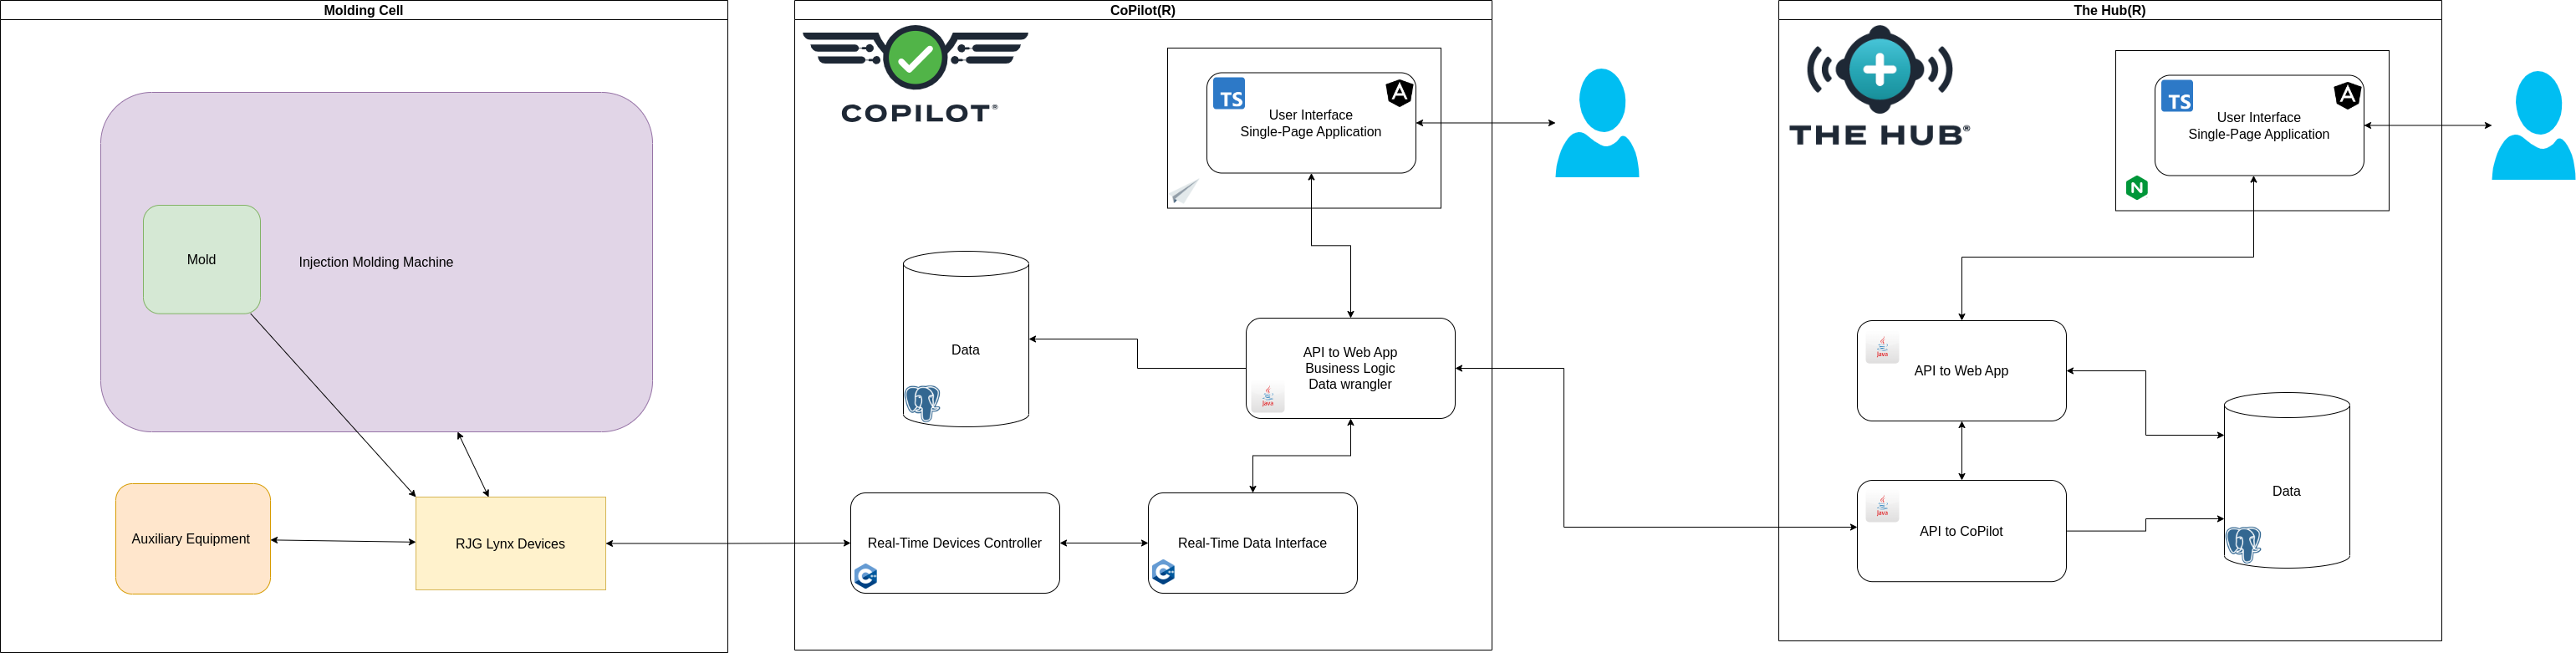 Molding Cell
Mold
Injection Molding Machine
Auxiliary Equipment
RJG Lynx Devices
CoPilot(R)
COPILOT®
TS
A
User Interface
Single-Page Application
Data
API to Web App
Business Logic
Data wrangler
Java
Real-Time Devices Controller
C++
Real-Time Data Interface
C++
The Hub(R)
THE HUB®
TS
A
User Interface
Single-Page Application
N
Java
API to Web App
Java
API to CoPilot
Data